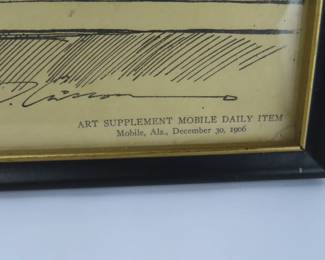 ART SUPPLEMENT MOBILE DAILY ITEM
Mobile, Ala., December 30, 1906